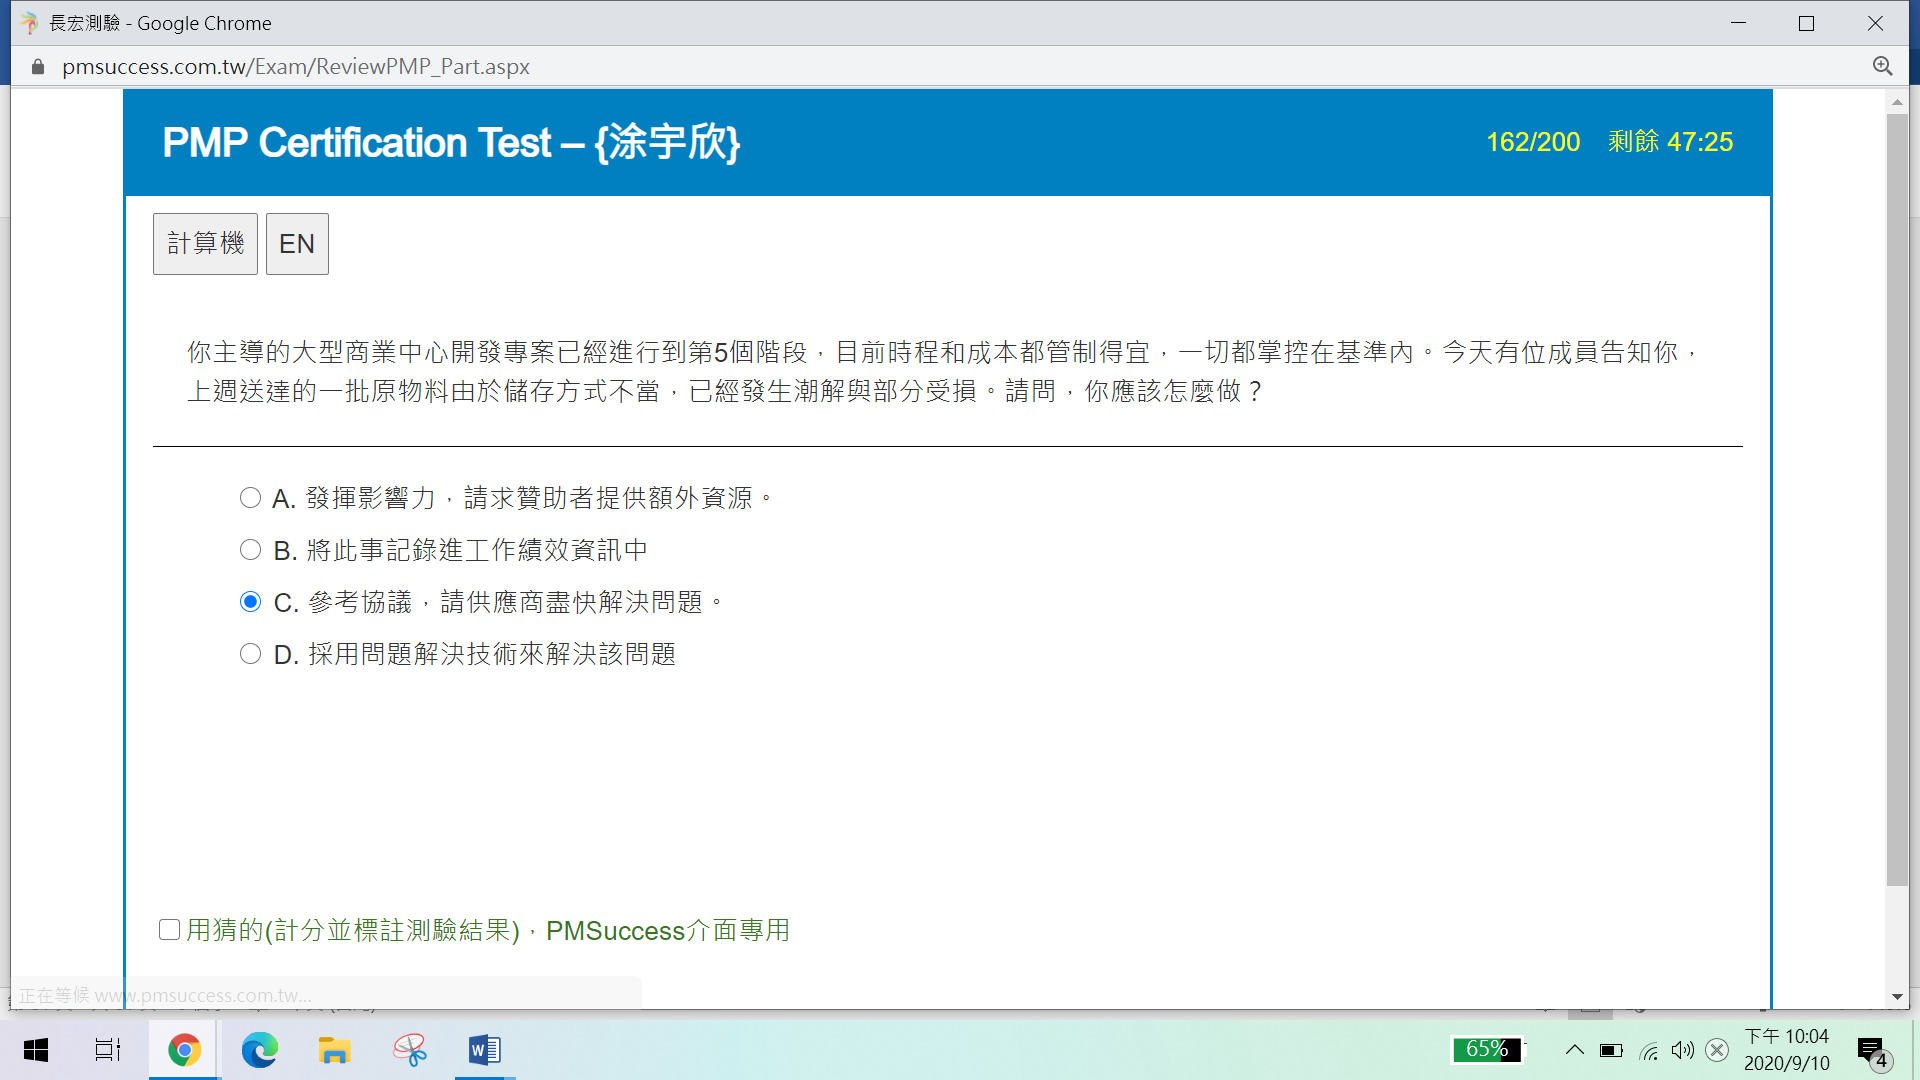 長宏測驗 - Google Chrome
pmsuccess.com.tw/Exam/ReviewPMP_Part.aspx
PMP Certification Test – {涂宇欣}
162/200 剩餘 47:25
計算機 EN
你主導的大型商業中心開發專案已經進行到第5個階段，目前時程和成本都管制得宜，一切都掌控在基準內。今天有位成員告知你，
上週送達的一批原物料由於儲存方式不當，已經發生潮解與部分受損。請問，你應該怎麼做？
A. 發揮影響力，請求贊助者提供額外資源。
B. 將此事記錄進工作績效資訊中
C. 參考協議，請供應商盡快解決問題。
D. 採用問題解決技術來解決該問題
用猜的(計分並標註測驗結果)，PMSuccess介面專用
正在等候 www.pmsuccess.com.tw...
65%
下午 10:04
2020/9/10
4